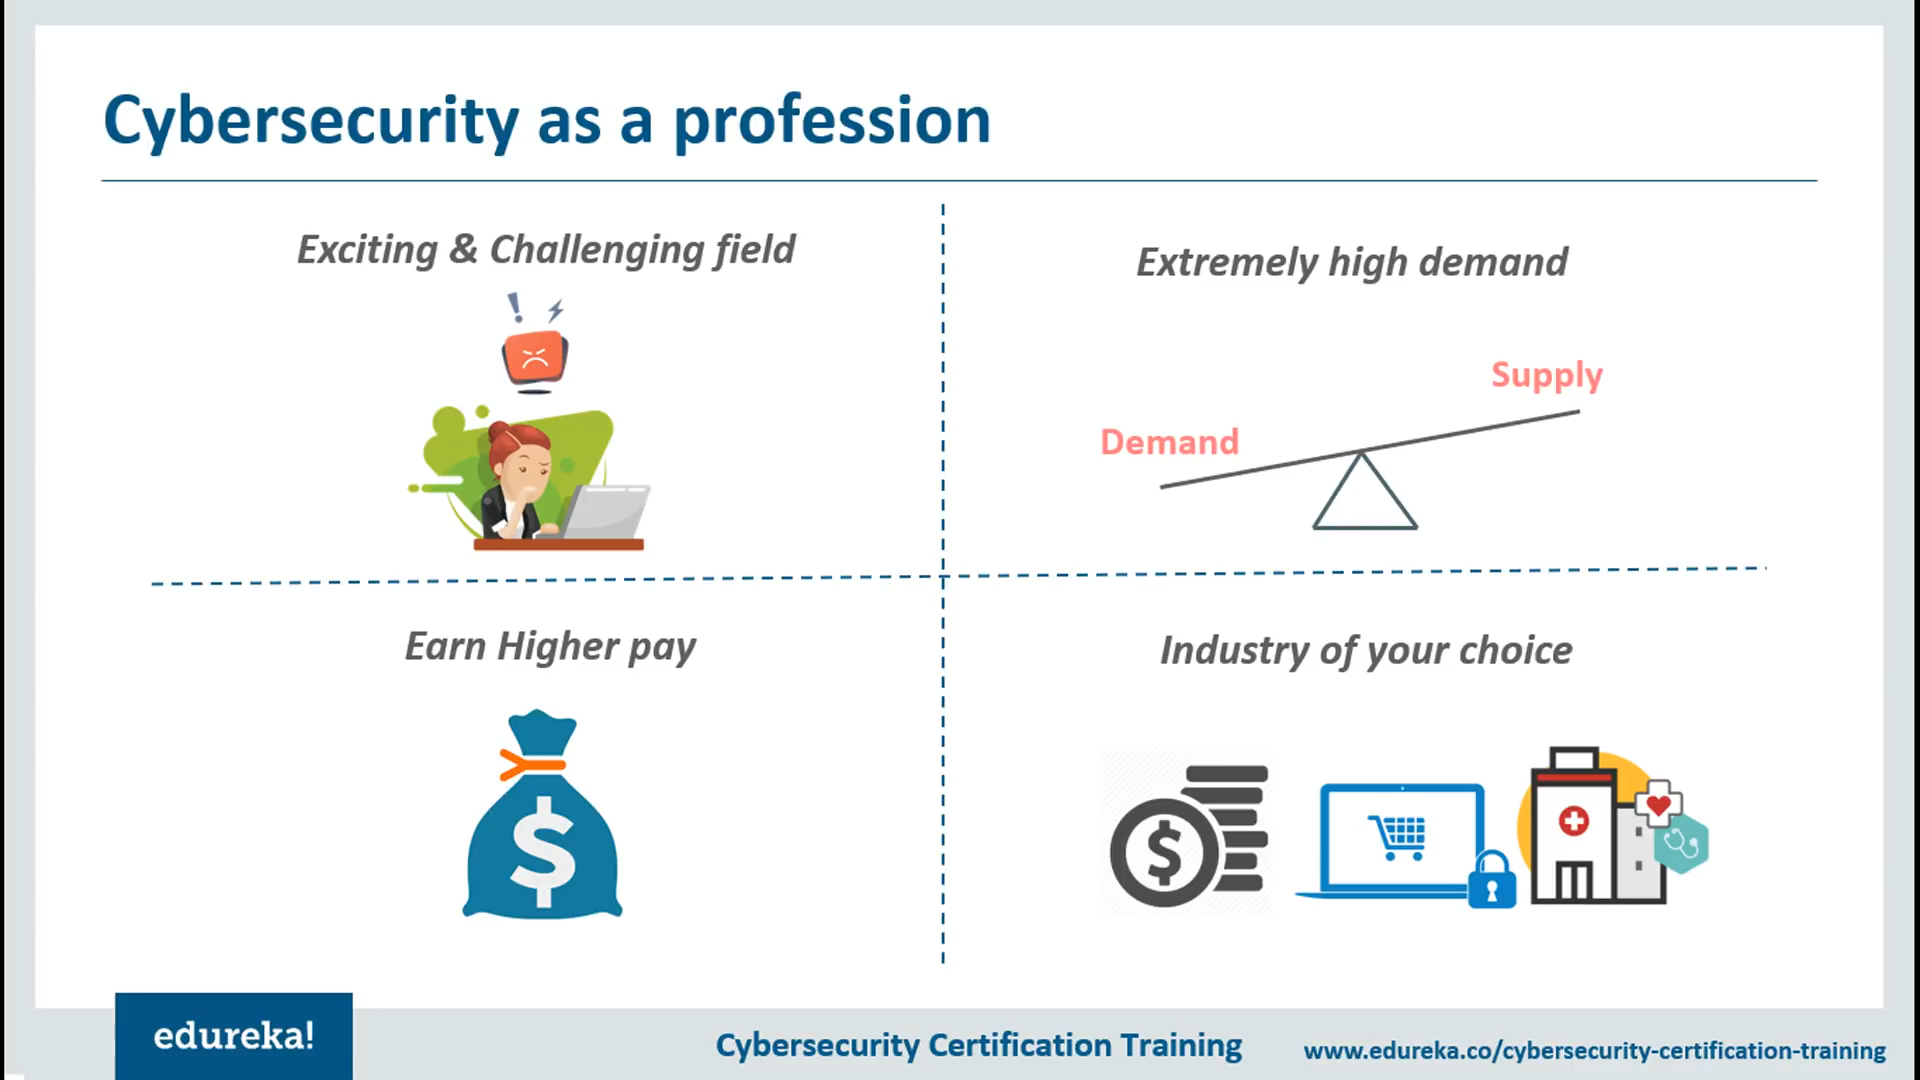 Cybersecurity as a profession
Exciting & Challenging field
Extremely high demand
Supply
Demand
Earn Higher pay
Industry of your choice
$
$
edureka!
Cybersecurity Certification Training
www.edureka.co/cybersecurity-certification-training